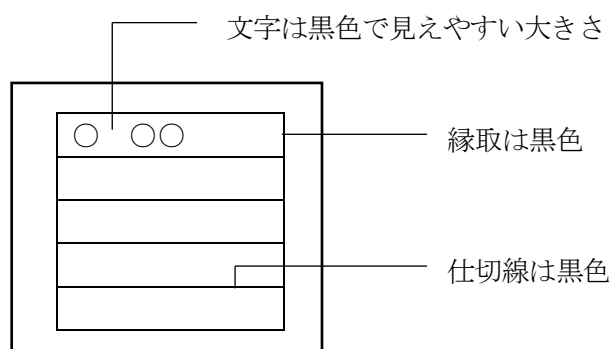 文字は黒色で見えやすい大きさ
○ ○○
縁取は黒色
仕切線は黒色